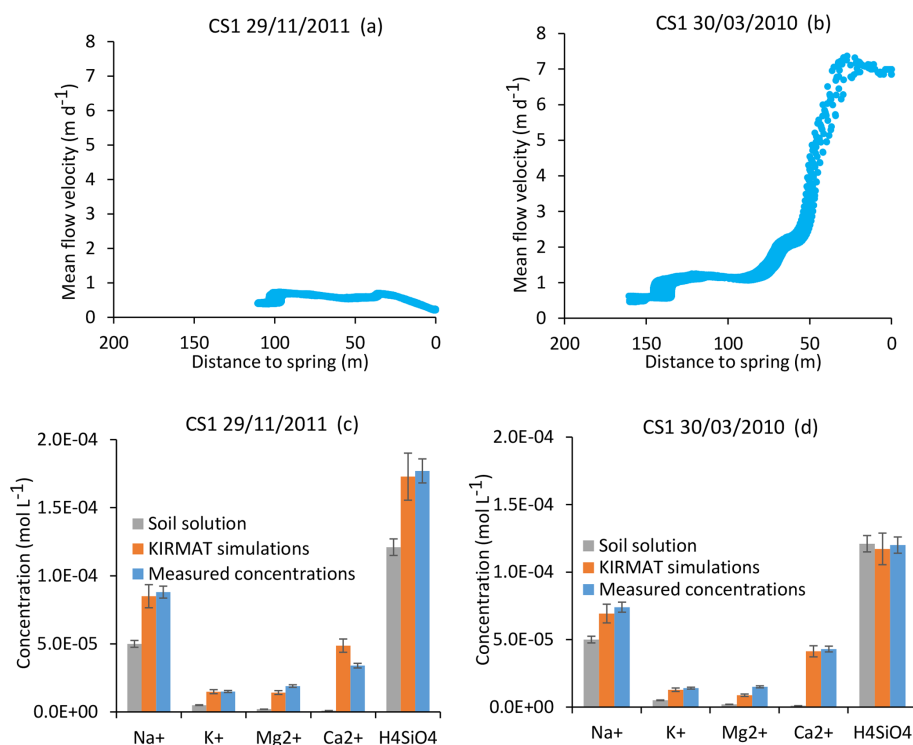 CS1 29/11/2011 (a)
Mean flow velocity (m d-1)
8
7
6
5
4
3
2
1
0
200 150 100 50 0
Distance to spring (m)
CS1 30/03/2010 (b)
Mean flow velocity (m d-1)
8
7
6
5
4
3
2
1
0
200 150 100 50 0
Distance to spring (m)
CS1 29/11/2011 (c)
Concentration (mol L-1)
2.0E-04
1.5E-04
1.0E-04
5.0E-05
0.0E+00
Soil solution
KIRMAT simulations
Measured concentrations
Na+ K+ Mg2+ Ca2+ H4SiO4
CS1 30/03/2010 (d)
Concentration (mol L-1)
2.0E-04
1.5E-04
1.0E-04
5.0E-05
0.0E+00
Soil solution
KIRMAT simulations
Measured concentrations
Na+ K+ Mg2+ Ca2+ H4SiO4